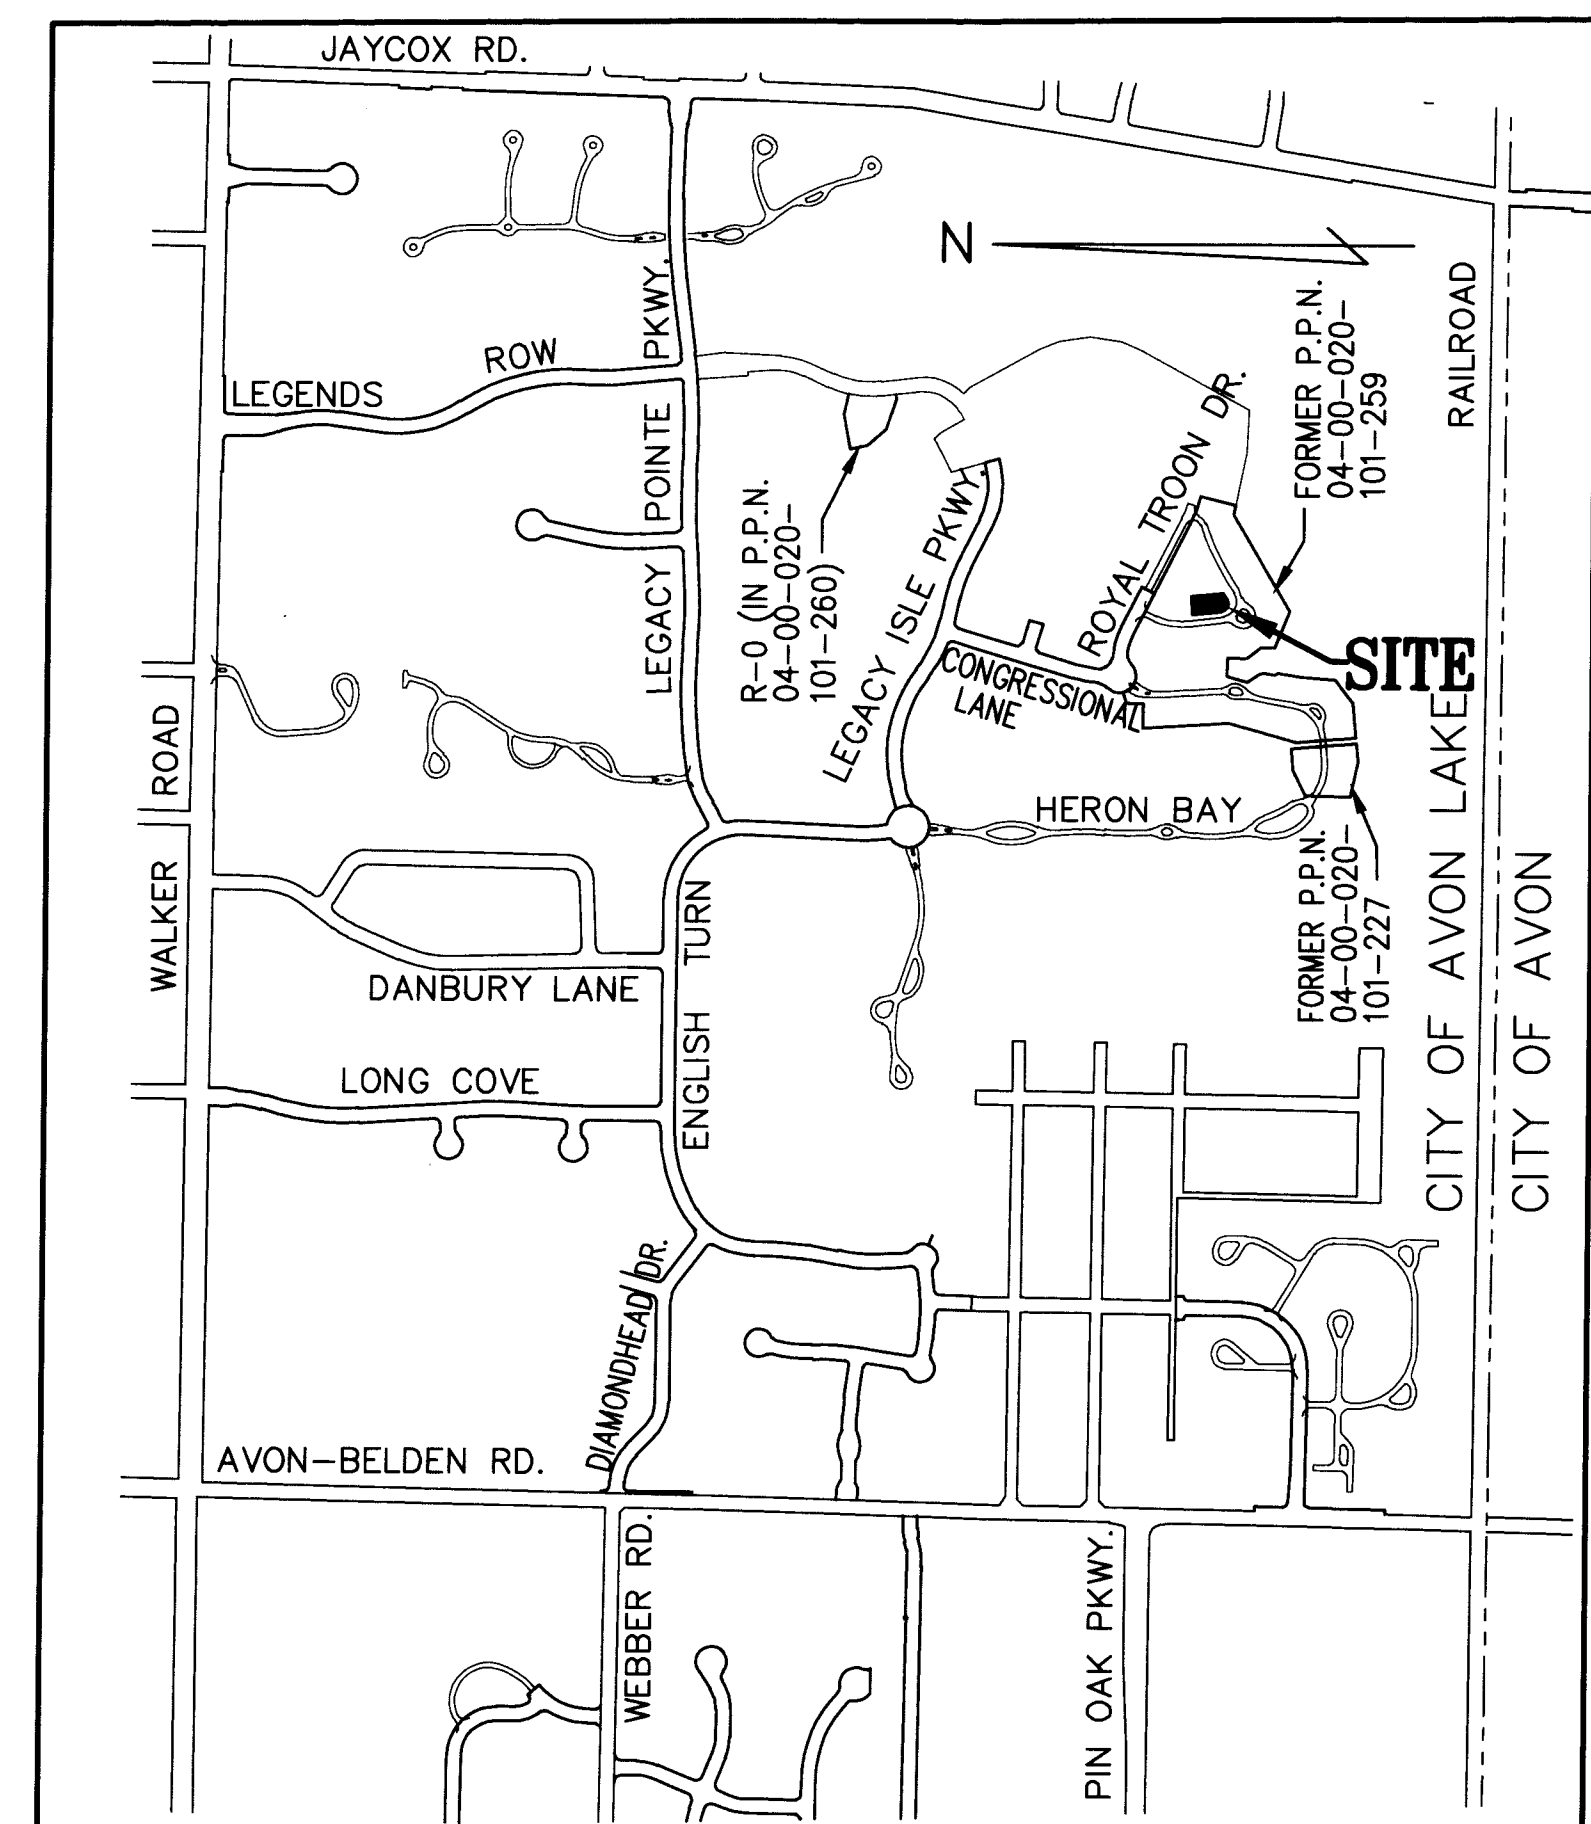 JAYCOX RD.
N
LEGENDS ROW
LEGACY POINTE PKWY.
R-0 (IN P.P.N.
04-00-020-
101-260)
LEGACY ISLE PKWY.
ROYAL TROON DR.
FORMER P.P.N.
04-00-020-
101-259
RAILROAD
SITE
CONGRESSIONAL
LANE
HERON BAY
FORMER P.P.N.
04-00-020-
101-227
WALKER ROAD
DANBURY LANE
ENGLISH TURN
LONG COVE
CITY OF AVON LAKE
CITY OF AVON
DIAMONDHEAD DR.
AVON-BELDEN RD.
WEBBER RD.
PIN OAK PKWY.